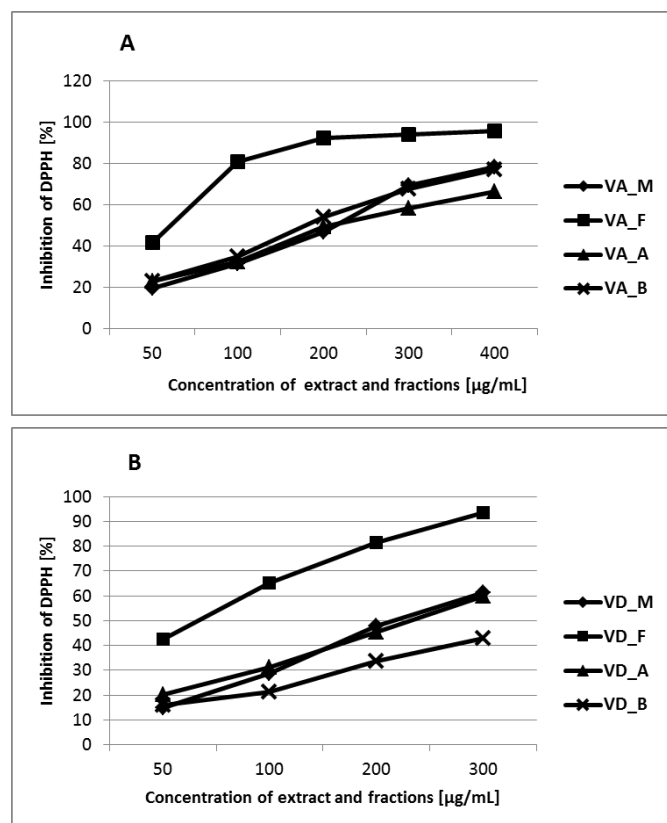 A
120
100
80
60
40
20
0
Inhibition of DPPH [%]
50 100 200 300 400
Concentration of extract and fractions [µg/mL]
VA_M
VA_F
VA_A
VA_B
B
100
90
80
70
60
50
40
30
20
10
0
Inhibition of DPPH [%]
50 100 200 300
Concentration of extract and fractions [µg/mL]
VD_M
VD_F
VD_A
VD_B